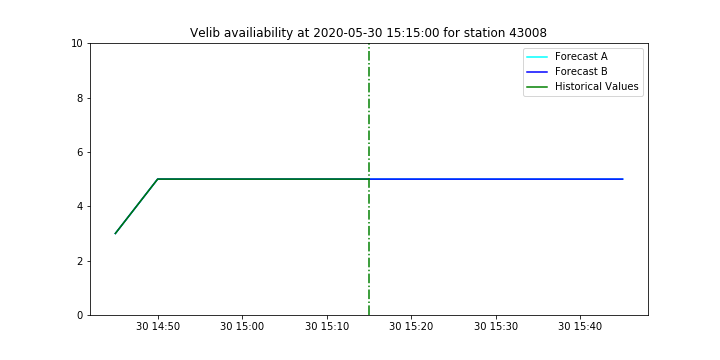 Velib availiability at 2020-05-30 15:15:00 for station 43008
10
8
6
4
2
0
Forecast A
Forecast B
Historical Values
30 14:50 30 15:00 30 15:10 30 15:20 30 15:30 30 15:40